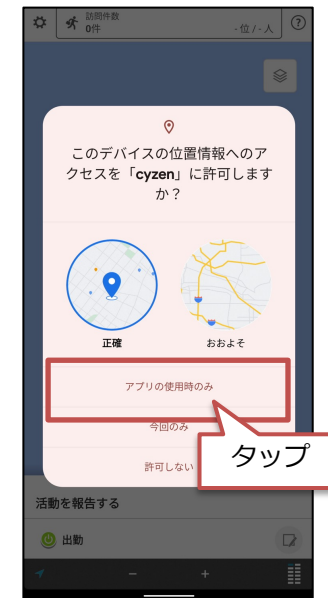 訪問件数
0件
- 位 / - 人
?
このデバイスの位置情報へのア
クセスを「cyzen」に許可します
か？
正確
おおよそ
アプリの使用時のみ
今回のみ
許可しない
タップ
活動を報告する
出勤
－
+